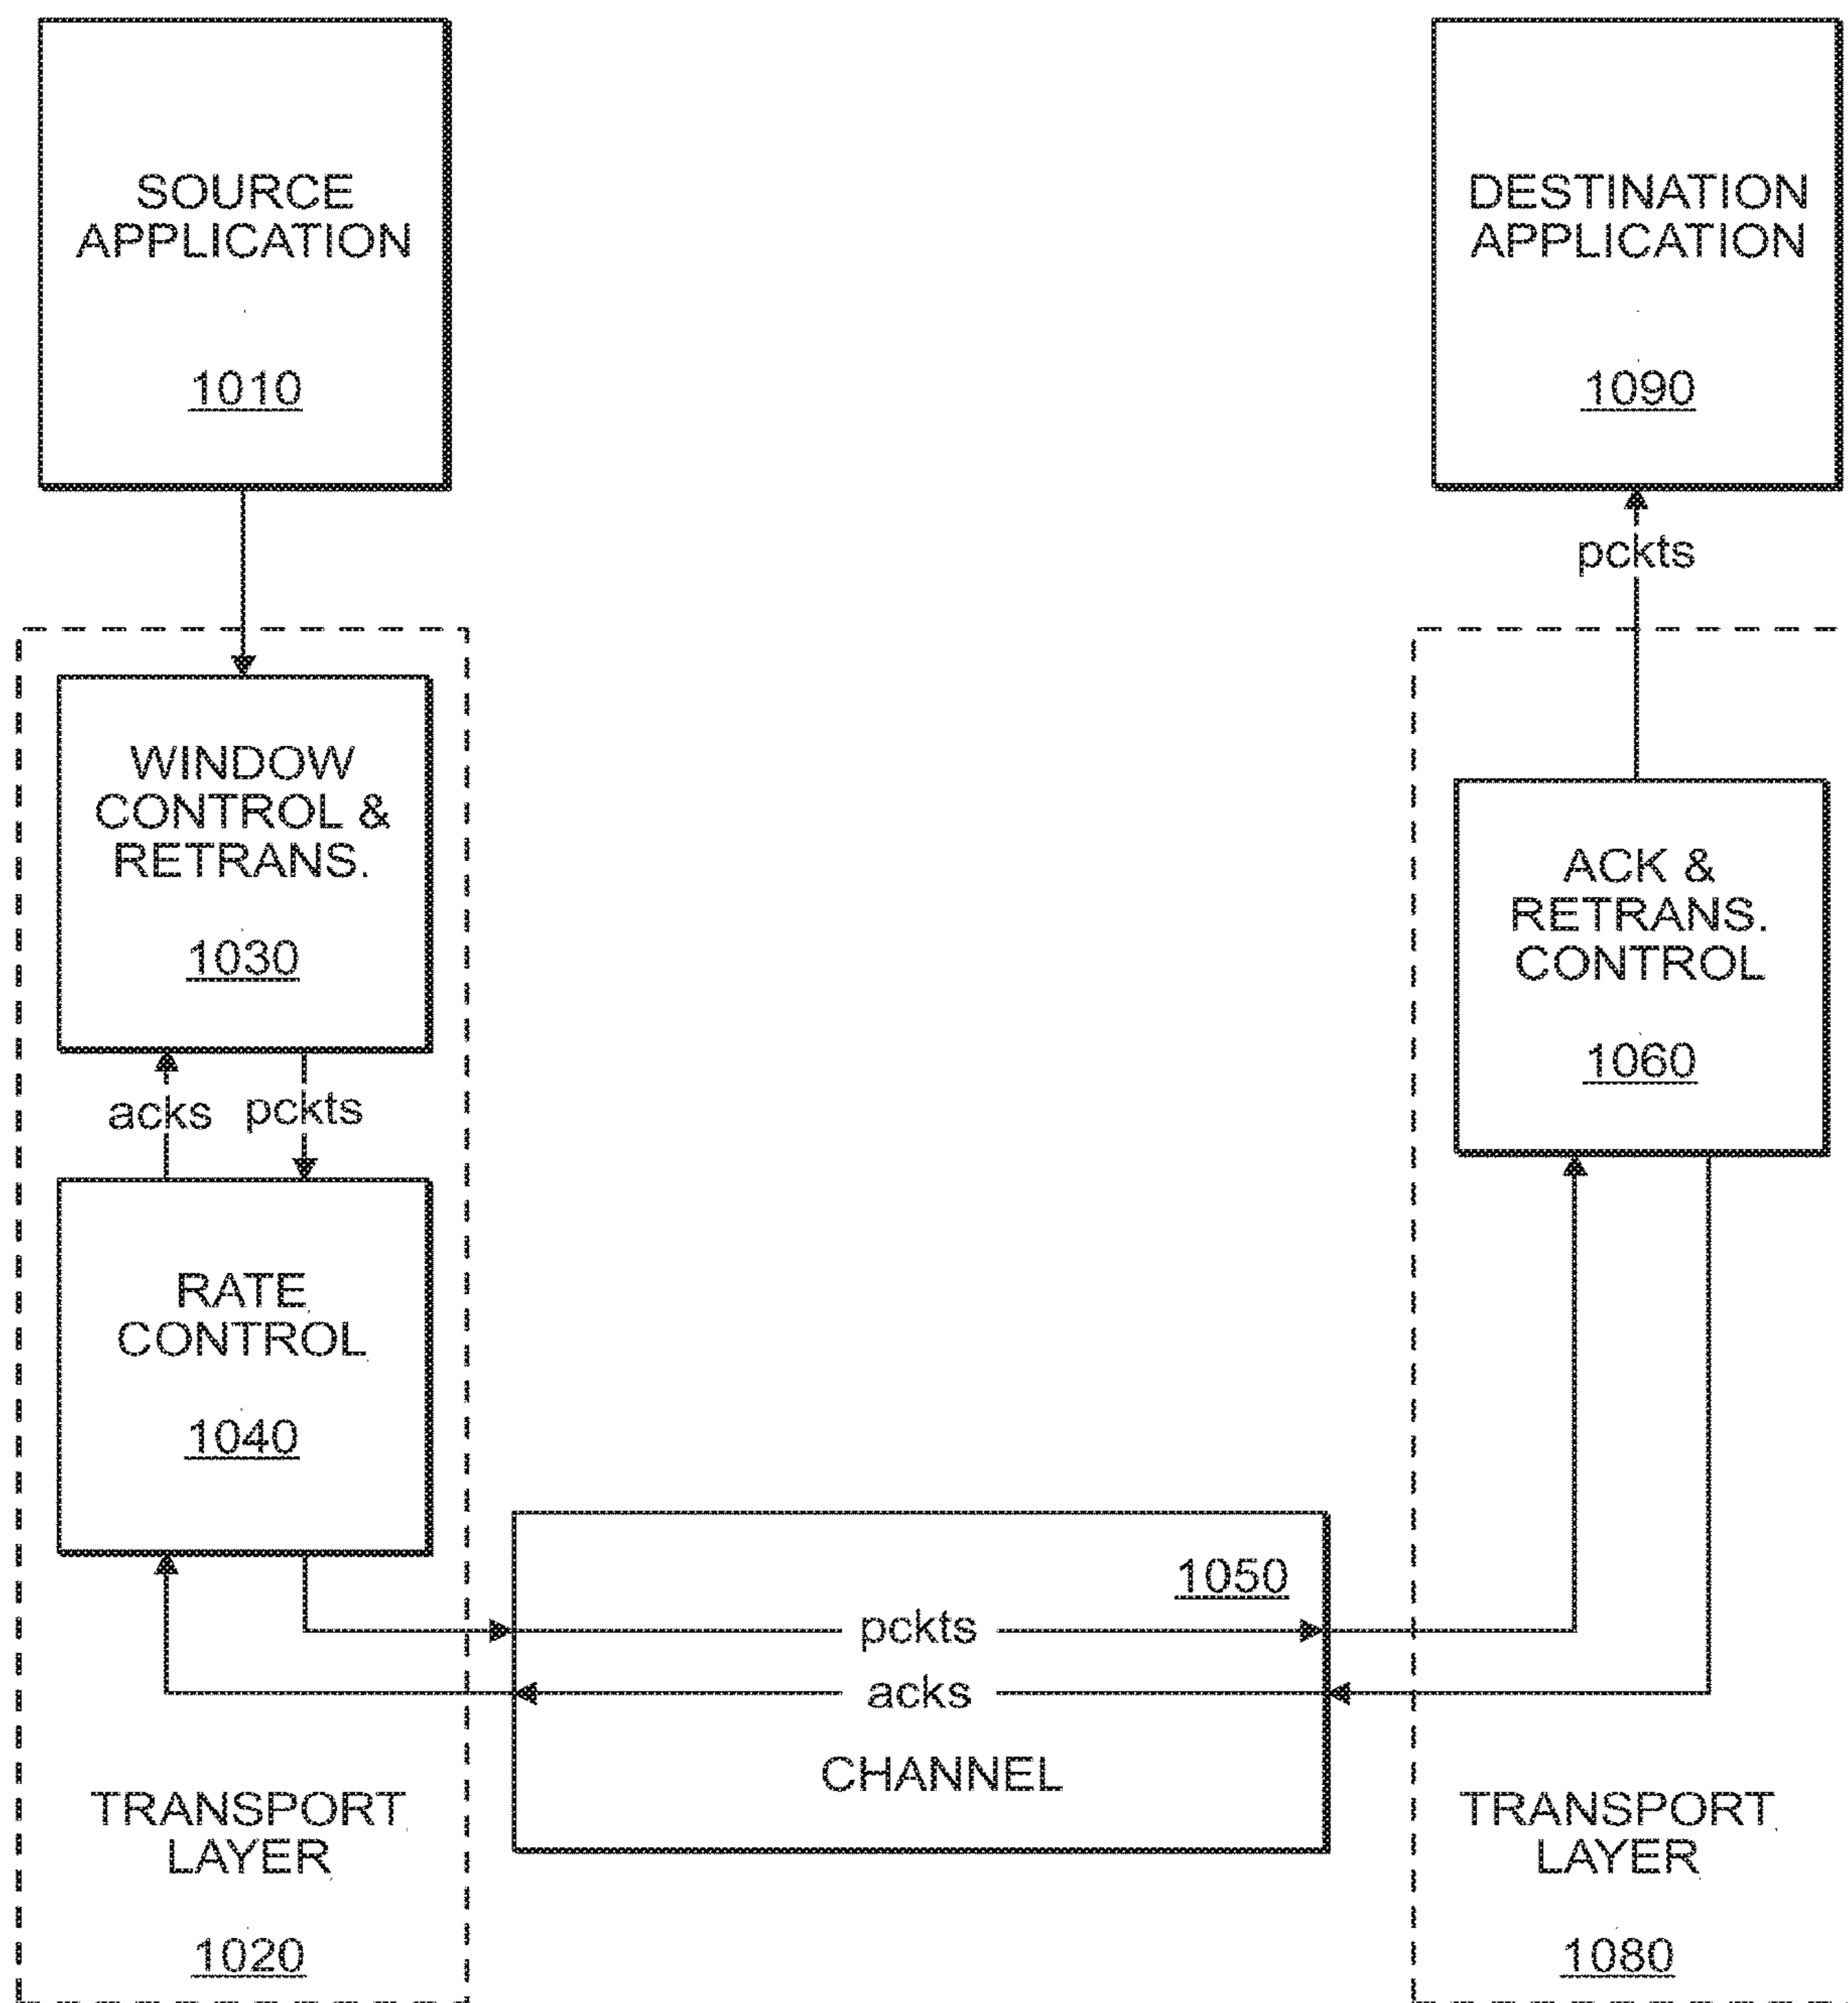 SOURCE
APPLICATION
1010
DESTINATION
APPLICATION
1090
pckts
WINDOW
CONTROL &
RETRANS.
1030
ACK &
RETRANS.
CONTROL
1060
acks pckts
RATE
CONTROL
1040
1050
pckts
acks
CHANNEL
TRANSPORT
LAYER
1020
TRANSPORT
LAYER
1080